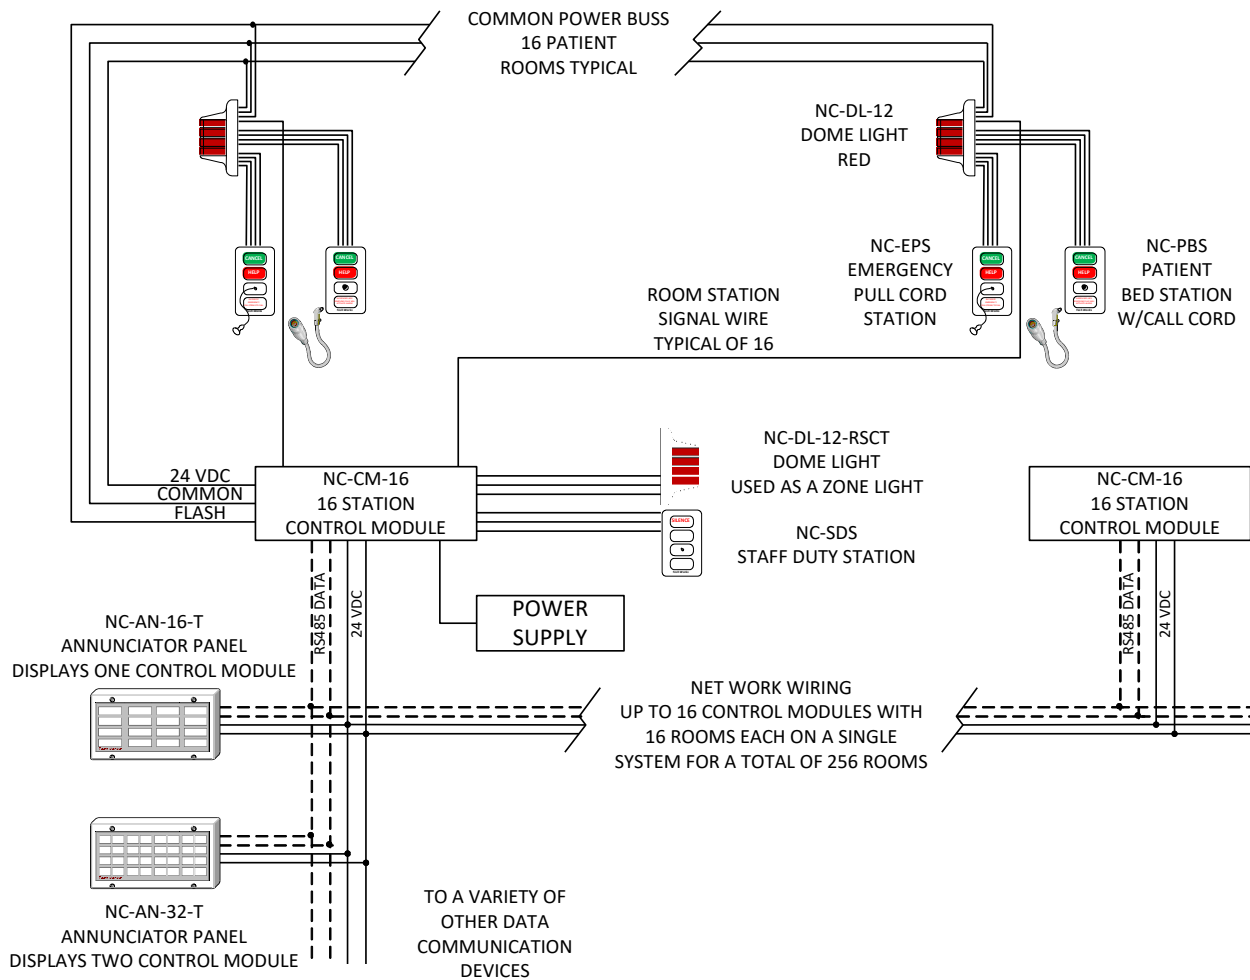 COMMON POWER BUSS
16 PATIENT
ROOMS TYPICAL
NC-DL-12
DOME LIGHT
RED
CANCEL
HELP
CANCEL
HELP
NC-EPS
EMERGENCY
PULL CORD
STATION
CANCEL
HELP
CANCEL
HELP
NC-PBS
PATIENT
BED STATION
W/CALL CORD
ROOM STATION
SIGNAL WIRE
TYPICAL OF 16
24 VDC
COMMON
FLASH
NC-CM-16
16 STATION
CONTROL MODULE
NC-DL-12-RSCT
DOME LIGHT
USED AS A ZONE LIGHT
SILENCE
NC-SDS
STAFF DUTY STATION
NC-CM-16
16 STATION
CONTROL MODULE
RS485 DATA
24 VDC
POWER
SUPPLY
RS485 DATA
24 VDC
NC-AN-16-T
ANNUNCIATOR PANEL
DISPLAYS ONE CONTROL MODULE
NET WORK WIRING
UP TO 16 CONTROL MODULES WITH
16 ROOMS EACH ON A SINGLE
SYSTEM FOR A TOTAL OF 256 ROOMS
NC-AN-32-T
ANNUNCIATOR PANEL
DISPLAYS TWO CONTROL MODULE
TO A VARIETY OF
OTHER DATA
COMMUNICATION
DEVICES